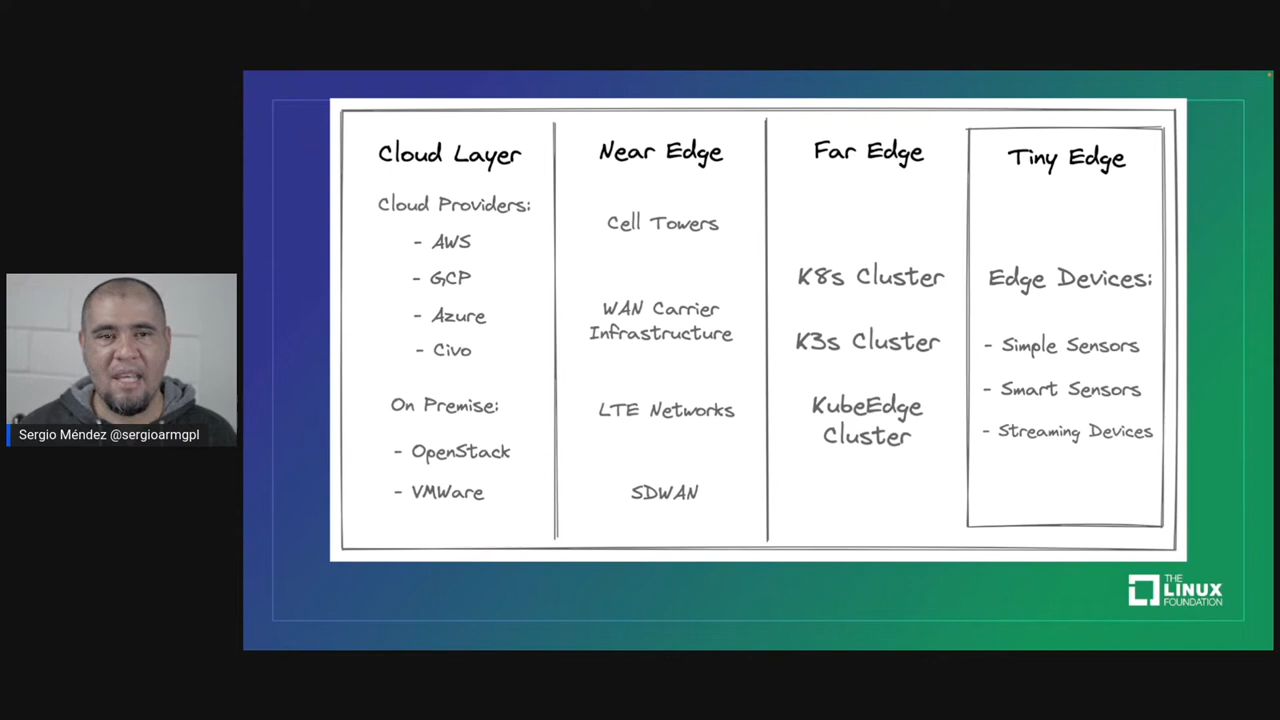 Cloud Layer
Cloud Providers:
- AWS
- GCP
- Azure
- Civo
On Premise:
- OpenStack
- VMWare
Near Edge
Cell Towers
WAN Carrier
Infrastructure
LTE Networks
SDWAN
Far Edge
K8s Cluster
K3s Cluster
KubeEdge
Cluster
Tiny Edge
Edge Devices:
- Simple Sensors
- Smart Sensors
- Streaming Devices
Sergio Méndez @sergioarmgpl
THE
LINUX
FOUNDATION